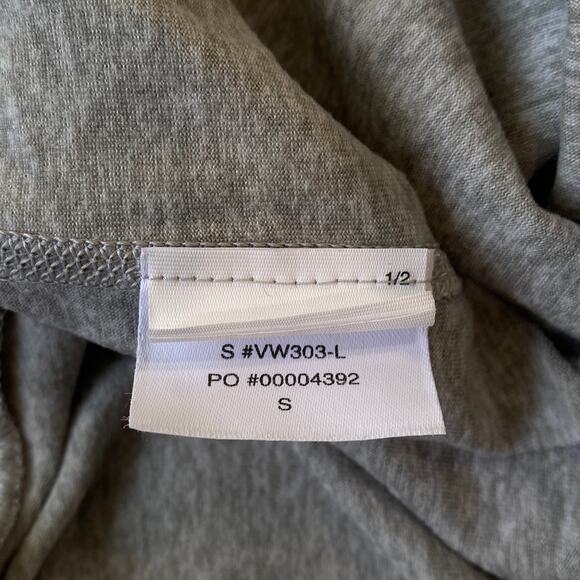 1/2
S #VW303-L
PO #00004392
S